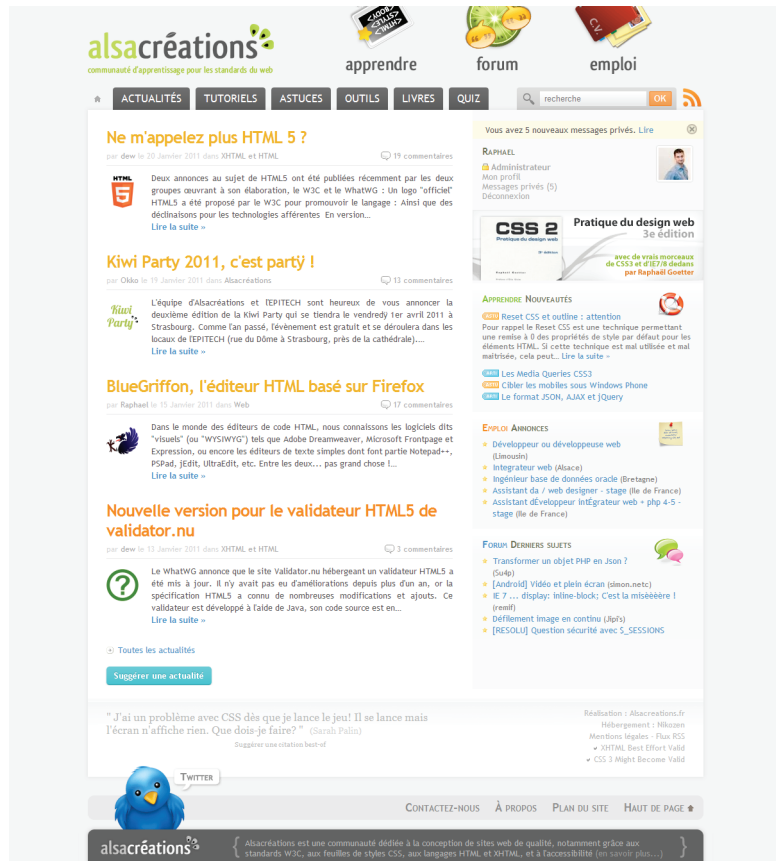 alsacréations
communauté d'apprentissage pour les standards du web
<BODY>
<HTML>
C.V.
apprendre
forum
emploi
ACTUALITÉS
TUTORIELS
ASTUCES
OUTILS
LIVRES
QUIZ
recherche
OK
Ne m'appelez plus HTML 5 ?
par dew le 20 Janvier 2011 dans XHTML et HTML
19 commentaires
HTML
5
Deux annonces au sujet de HTML5 ont été publiées récemment par les deux
groupes œuvrant à son élaboration, le W3C et le WhatWG : Un logo "officiel"
HTML5 a été proposé par le W3C pour promouvoir le langage : Ainsi que des
déclinaisons pour les technologies afférentes En version...
Lire la suite »
Kiwi Party 2011, c'est partÿ !
par Okko le 19 Janvier 2011 dans Alsacréations
13 commentaires
Kiwi
Party
L'équipe d'Alsacréations et l'EPITECH sont heureux de vous annoncer la
deuxième édition de la Kiwi Party qui se tiendra le vendredÿ 1er avril 2011 à
Strasbourg. Comme l'an passé, l'évènement est gratuit et se déroulera dans les
locaux de l'EPITECH (rue du Dôme à Strasbourg, près de la cathédrale)....
Lire la suite »
BlueGriffon, l'éditeur HTML basé sur Firefox
par Raphael le 15 Janvier 2011 dans Web
17 commentaires
Dans le monde des éditeurs de code HTML, nous connaissons les logiciels dits
"visuels" (ou "WYSIWYG") tels que Adobe Dreamweaver, Microsoft Frontpage et
Expression, ou encore les éditeurs de texte simples dont font partie Notepad++,
PSPad, jEdit, UltraEdit, etc. Entre les deux... pas grand chose !...
Lire la suite »
Nouvelle version pour le validateur HTML5 de
validator.nu
par dew le 13 Janvier 2011 dans XHTML et HTML
3 commentaires
?
Le WhatWG annonce que le site Validator.nu hébergeant un validateur HTML5 a
été mis à jour. Il n'y avait pas eu d'améliorations depuis plus d'un an, or la
spécification HTML5 a connu de nombreuses modifications et ajouts. Ce
validateur est développé à l'aide de Java, son code source est en...
Lire la suite »
Toutes les actualités
Suggérer une actualité
Vous avez 5 nouveaux messages privés. Lire
RAPHAEL
Administrateur
Mon profil
Messages privés (5)
Déconnexion
CSS 2
Pratique du design web
Raphaël Goetter
Pratique du design web
3e édition
avec de vrais morceaux
de CSS3 et d'IE7/8 dedans
par Raphaël Goetter
APPRENDRE NOUVEAUTÉS
ACTU Reset CSS et outline : attention
Pour rappel le Reset CSS est une technique permettant
une remise à 0 des propriétés de style par défaut pour les
éléments HTML. Si cette technique est mal utilisée et mal
maîtrisée, cela peut... Lire la suite »
Les Media Queries CSS3
Cibler les mobiles sous Windows Phone
Le format JSON, AJAX et jQuery
EMPLOI ANNONCES
Développeur ou développeuse web
(Limousin)
Integrateur web (Alsace)
Ingénieur base de données oracle (Bretagne)
Assistant da / web designer - stage (Ile de France)
Assistant dÉveloppeur intÉgrateur web + php 4-5 -
stage (Ile de France)
FORUM DERNIERS SUJETS
Transformer un objet PHP en Json ?
(Su4p)
[Android] Vidéo et plein écran (simon.netc)
IE 7 ... display: inline-block; C'est la misèèèère !
(remif)
Défilement image en continu (Jipi's)
[RESOLU] Question sécurité avec $_SESSIONS
" J'ai un problème avec CSS dès que je lance le jeu! Il se lance mais
l'écran n'affiche rien. Que dois-je faire? " (Sarah Palin)
Suggérer une citation best-of
Réalisation : Alsacreations.fr
Hébergement : Nikozen
Mentions légales - Flux RSS
XHTML Best Effort Valid
CSS 3 Might Become Valid
TWITTER
CONTACTEZ-NOUS
À PROPOS
PLAN DU SITE
HAUT DE PAGE
alsacréations
{ Alsacréations est une communauté dédiée à la conception de sites web de qualité, notamment grâce aux
standards W3C, aux feuilles de styles CSS, aux langages HTML et XHTML, et à l'accessibilité (en savoir plus...) }